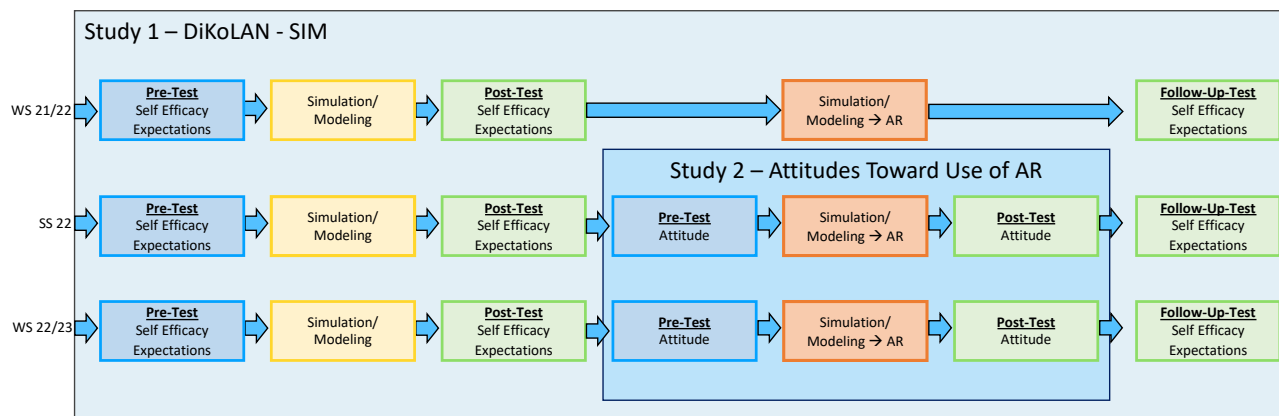 Study 1 – DiKoLAN - SIM
WS 21/22
Pre-Test
Self Efficacy
Expectations
Simulation/
Modeling
Post-Test
Self Efficacy
Expectations
Simulation/
Modeling → AR
Follow-Up-Test
Self Efficacy
Expectations
Study 2 – Attitudes Toward Use of AR
SS 22
Pre-Test
Self Efficacy
Expectations
Simulation/
Modeling
Post-Test
Self Efficacy
Expectations
Pre-Test
Attitude
Simulation/
Modeling → AR
Post-Test
Attitude
Follow-Up-Test
Self Efficacy
Expectations
WS 22/23
Pre-Test
Self Efficacy
Expectations
Simulation/
Modeling
Post-Test
Self Efficacy
Expectations
Pre-Test
Attitude
Simulation/
Modeling → AR
Post-Test
Attitude
Follow-Up-Test
Self Efficacy
Expectations